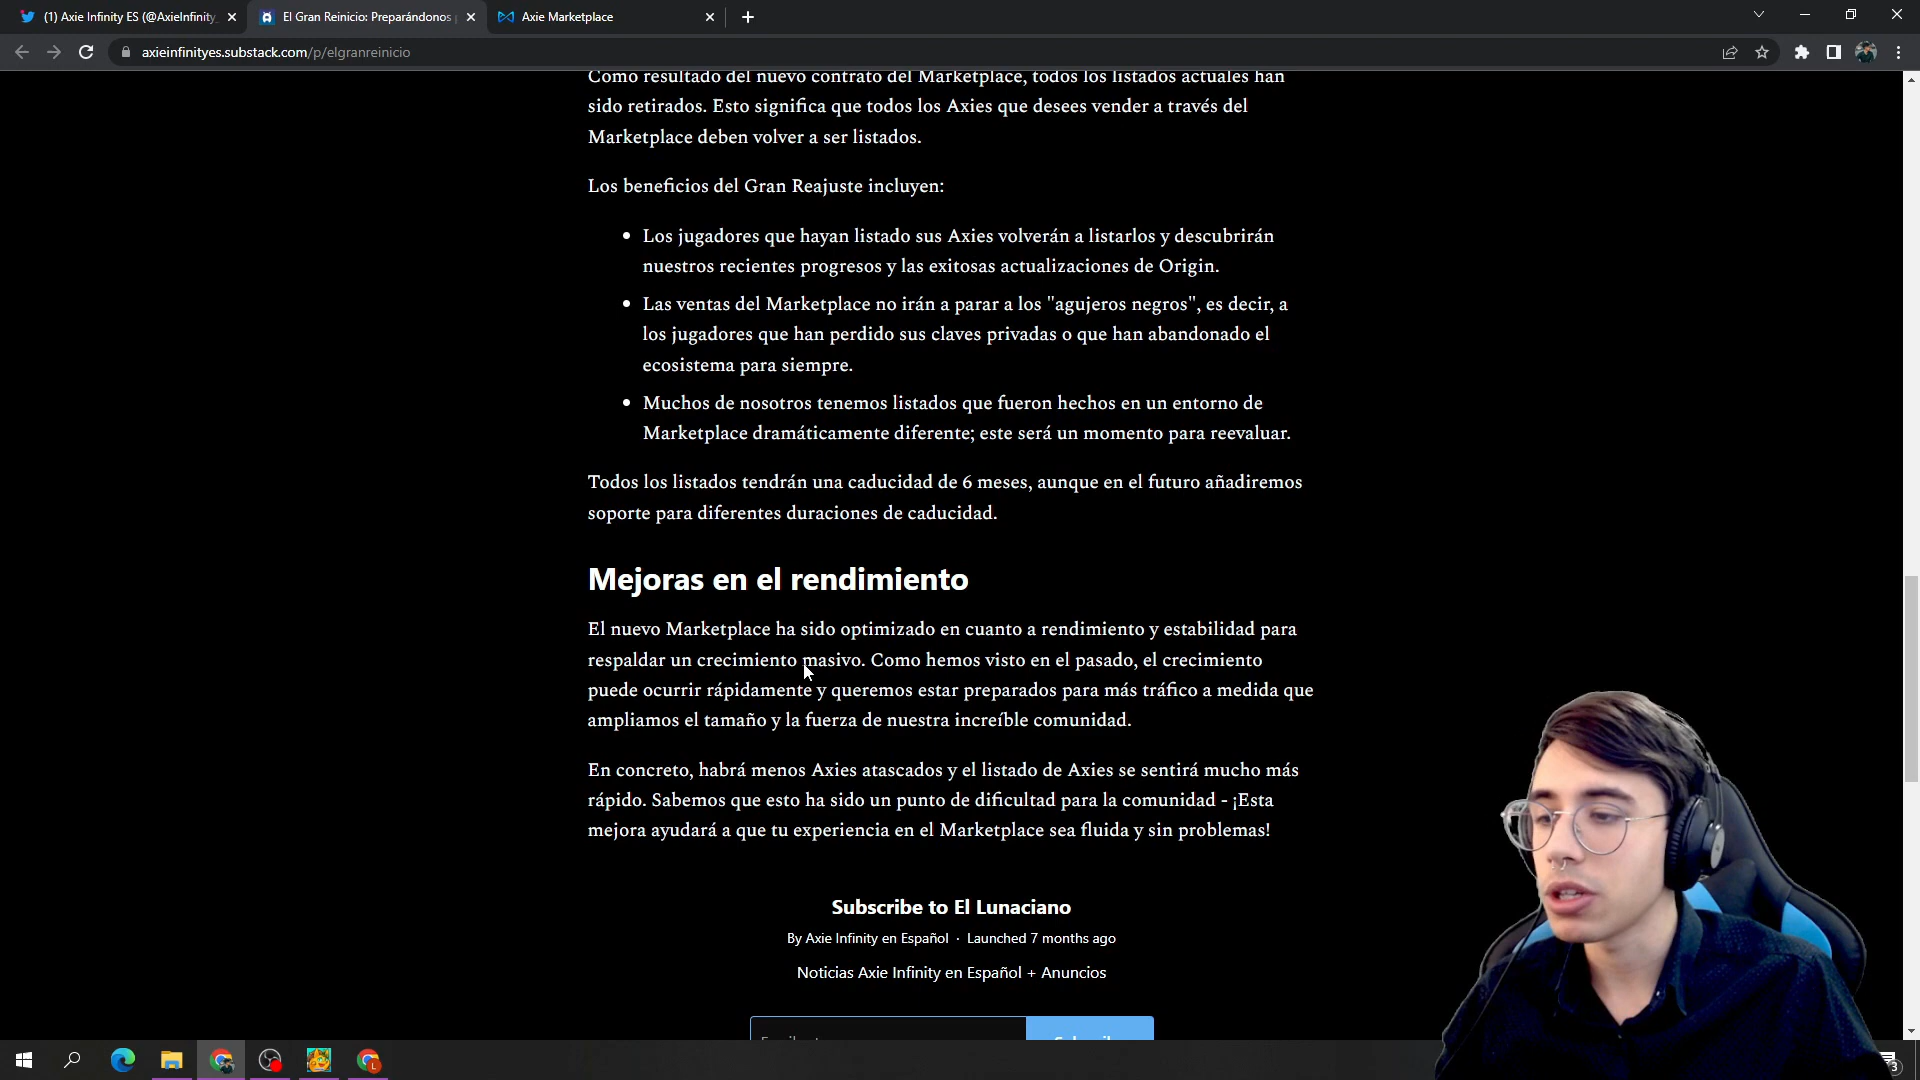 (1) Axie Infinity ES (@AxieInfinity_
El Gran Reinicio: Preparándonos
Axie Marketplace
axieinfinityes.substack.com/p/elgranreinicio
Como resultado del nuevo contrato del Marketplace, todos los listados actuales han
sido retirados. Esto significa que todos los Axies que desees vender a través del
Marketplace deben volver a ser listados.
Los beneficios del Gran Reajuste incluyen:
• Los jugadores que hayan listado sus Axies volverán a listarlos y descubrirán
nuestros recientes progresos y las exitosas actualizaciones de Origin.
• Las ventas del Marketplace no irán a parar a los "agujeros negros", es decir, a
los jugadores que han perdido sus claves privadas o que han abandonado el
ecosistema para siempre.
• Muchos de nosotros tenemos listados que fueron hechos en un entorno de
Marketplace dramáticamente diferente; este será un momento para reevaluar.
Todos los listados tendrán una caducidad de 6 meses, aunque en el futuro añadiremos
soporte para diferentes duraciones de caducidad.
Mejoras en el rendimiento
El nuevo Marketplace ha sido optimizado en cuanto a rendimiento y estabilidad para
respaldar un crecimiento masivo. Como hemos visto en el pasado, el crecimiento
puede ocurrir rápidamente y queremos estar preparados para más tráfico a medida que
ampliamos el tamaño y la fuerza de nuestra increíble comunidad.
En concreto, habrá menos Axies atascados y el listado de Axies se sentirá mucho más
rápido. Sabemos que esto ha sido un punto de dificultad para la comunidad - ¡Esta
mejora ayudará a que tu experiencia en el Marketplace sea fluida y sin problemas!
Subscribe to El Lunaciano
By Axie Infinity en Español · Launched 7 months ago
Noticias Axie Infinity en Español + Anuncios
L
3